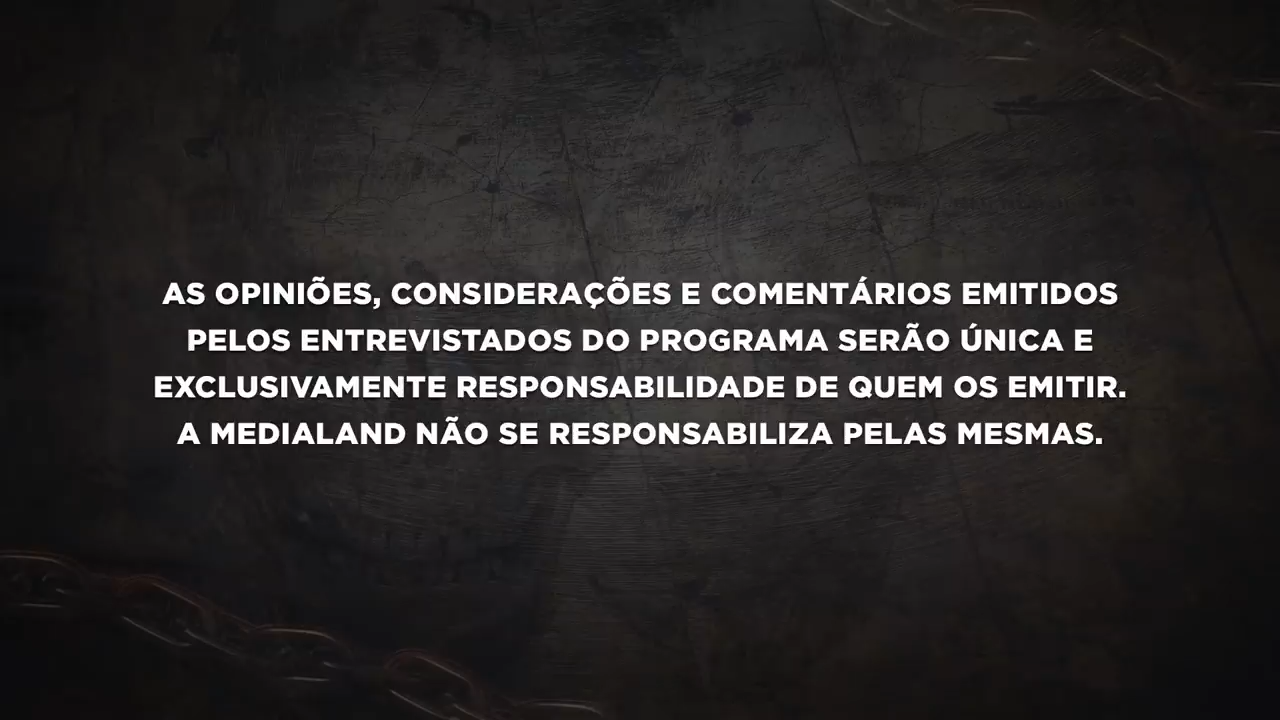 AS OPINIÕES, CONSIDERAÇÕES E COMENTÁRIOS EMITIDOS
PELOS ENTREVISTADOS DO PROGRAMA SERÃO ÚNICA E
EXCLUSIVAMENTE RESPONSABILIDADE DE QUEM OS EMITIR.
A MEDIALAND NÃO SE RESPONSABILIZA PELAS MESMAS.